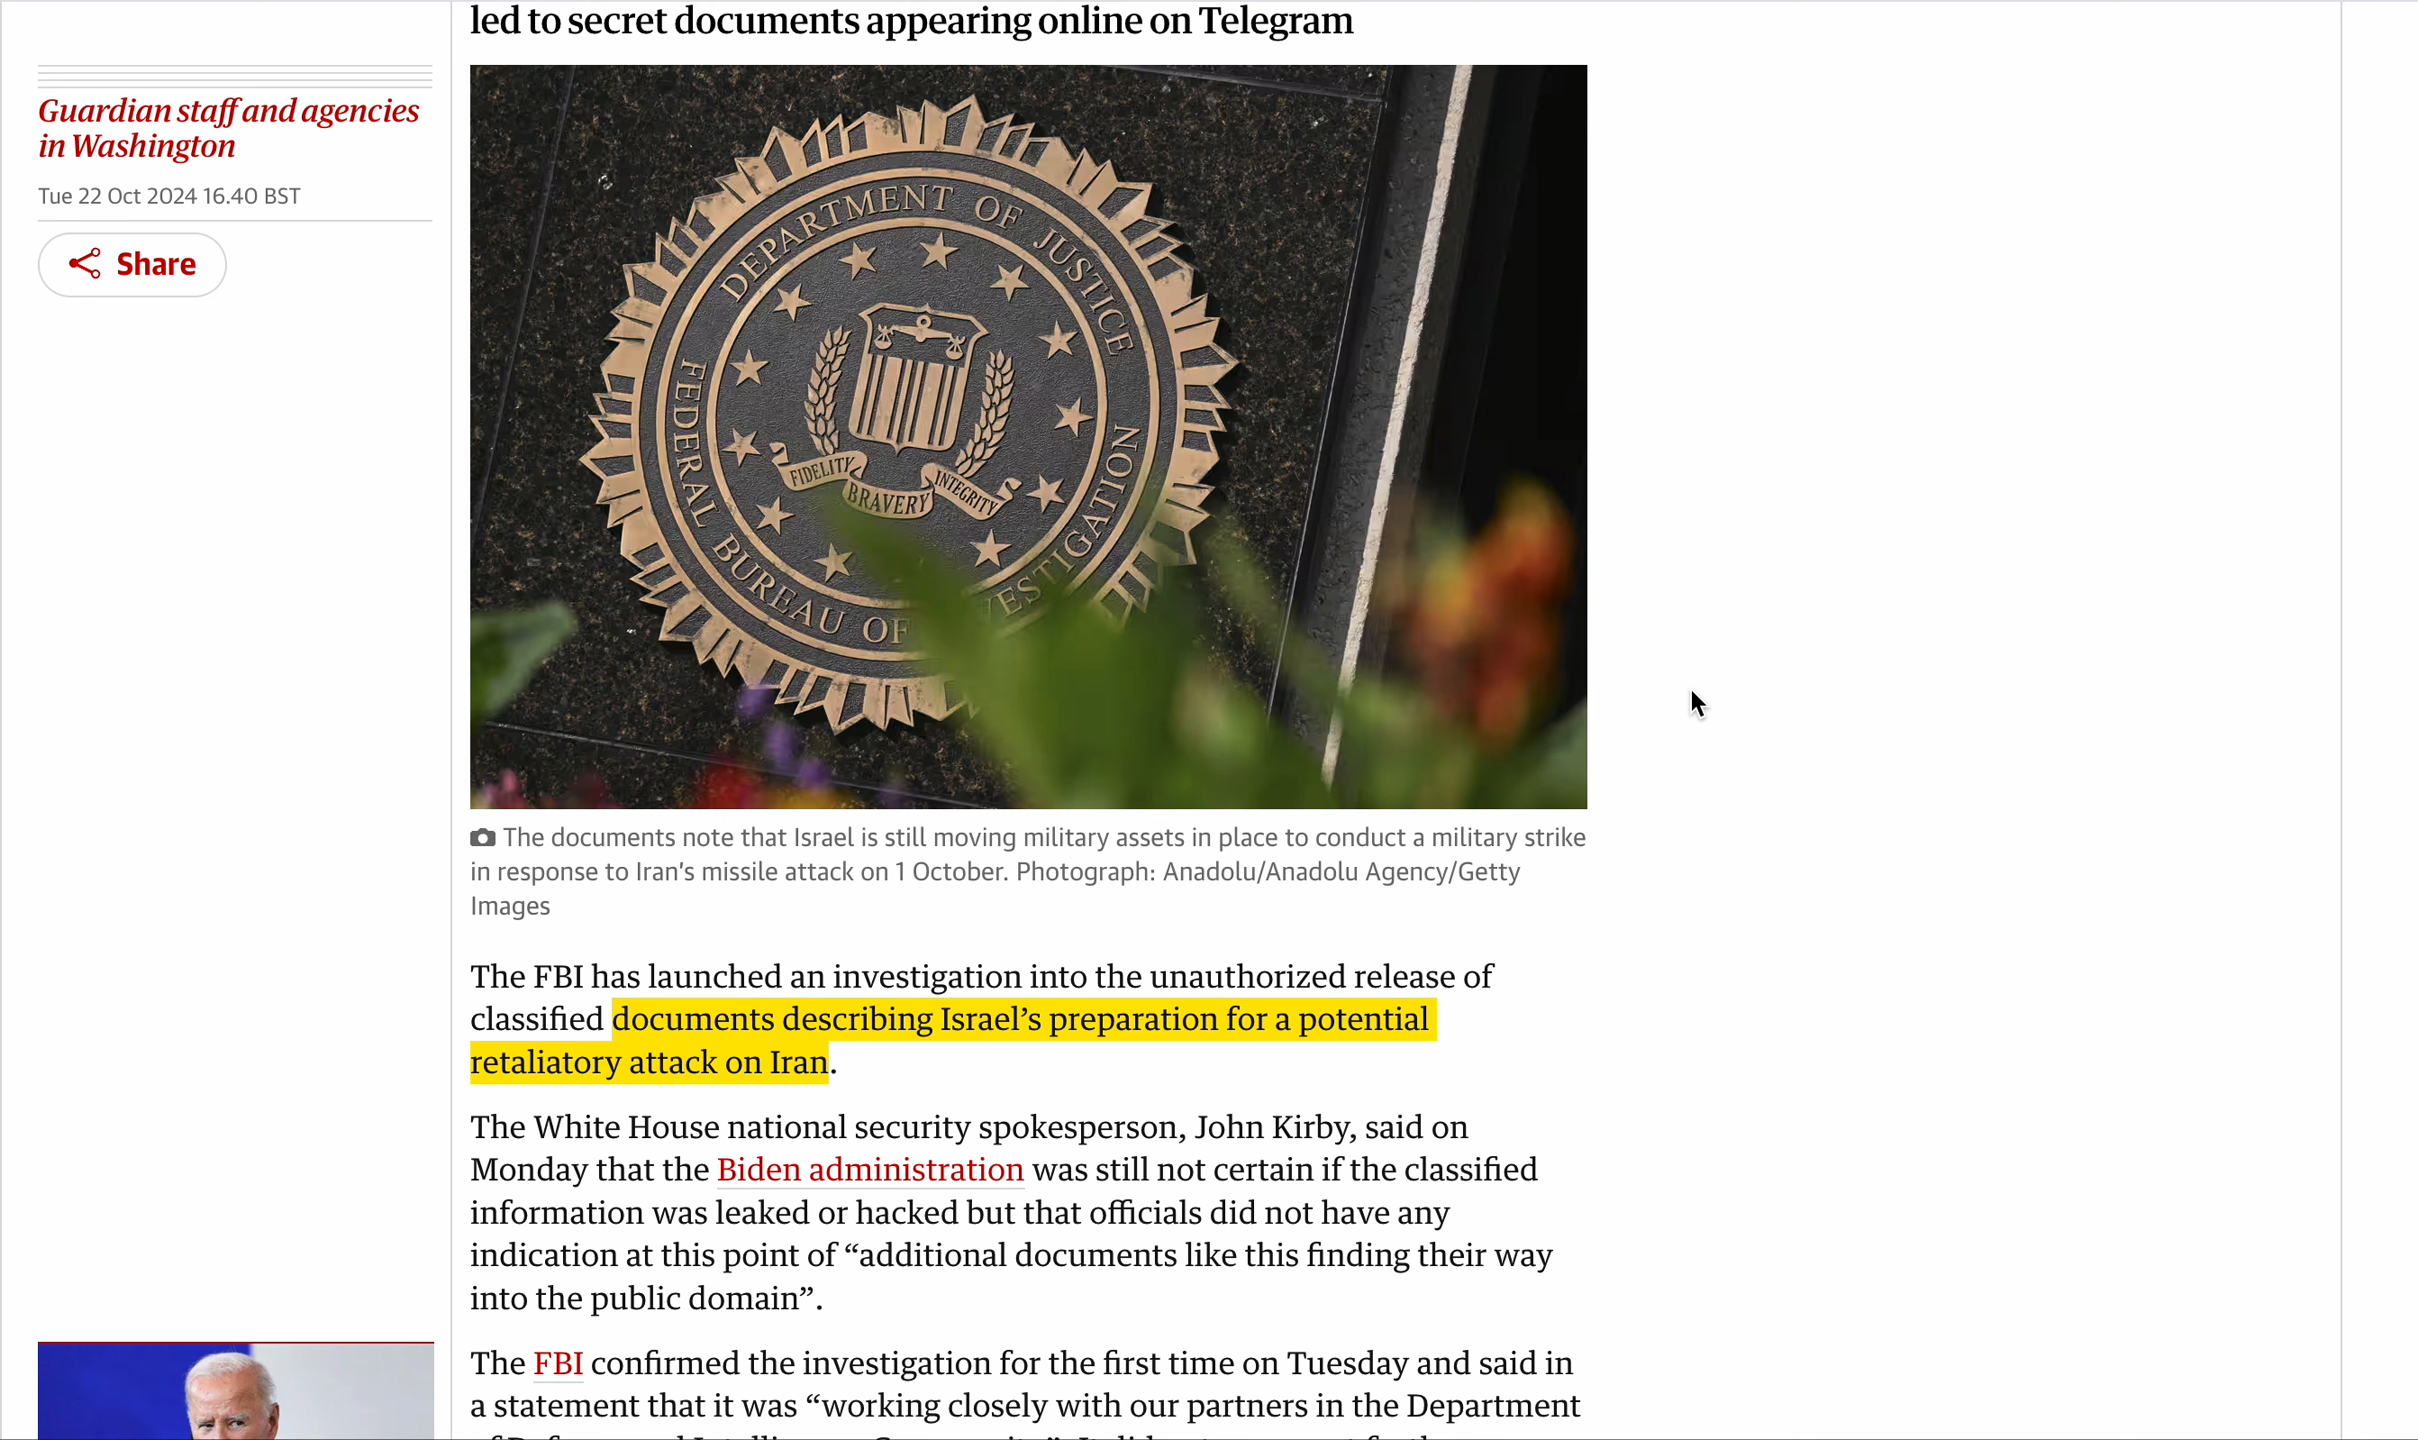 led to secret documents appearing online on Telegram
Guardian staff and agencies
in Washington
Tue 22 Oct 2024 16.40 BST
Share
DEPARTMENT OF JUSTICE
FEDERAL BUREAU OF
FIDELITY
BRAVERY
INTEGRITY
The documents note that Israel is still moving military assets in place to conduct a military strike
in response to Iran's missile attack on 1 October. Photograph: Anadolu/Anadolu Agency/Getty
Images
The FBI has launched an investigation into the unauthorized release of
classified documents describing Israel’s preparation for a potential
retaliatory attack on Iran.
The White House national security spokesperson, John Kirby, said on
Monday that the Biden administration was still not certain if the classified
information was leaked or hacked but that officials did not have any
indication at this point of “additional documents like this finding their way
into the public domain”.
The FBI confirmed the investigation for the first time on Tuesday and said in
a statement that it was “working closely with our partners in the Department